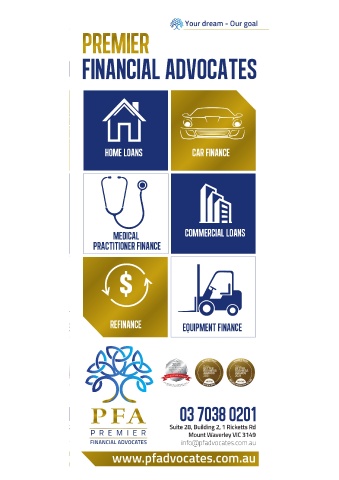 Your dream - Our goal
PREMIER
FINANCIAL ADVOCATES
HOME LOANS
CAR FINANCE
MEDICAL
PRACTITIONER FINANCE
COMMERCIAL LOANS
$
REFINANCE
EQUIPMENT FINANCE
PFA
PREMIER
FINANCIAL ADVOCATES
03 7038 0201
Suite 28, Building 2, 1 Ricketts Rd
Mount Waverley VIC 3149
info@pfadvocates.com.au
www.pfadvocates.com.au